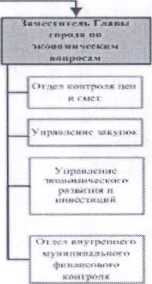 Заместитель Главы
города по
экономическим
вопросам
Отдел контроля цен
и смет
Управление закупок
Управление
экономического
развития и
инвестиций
Отдел внутреннего
муниципального
финансового
контроля